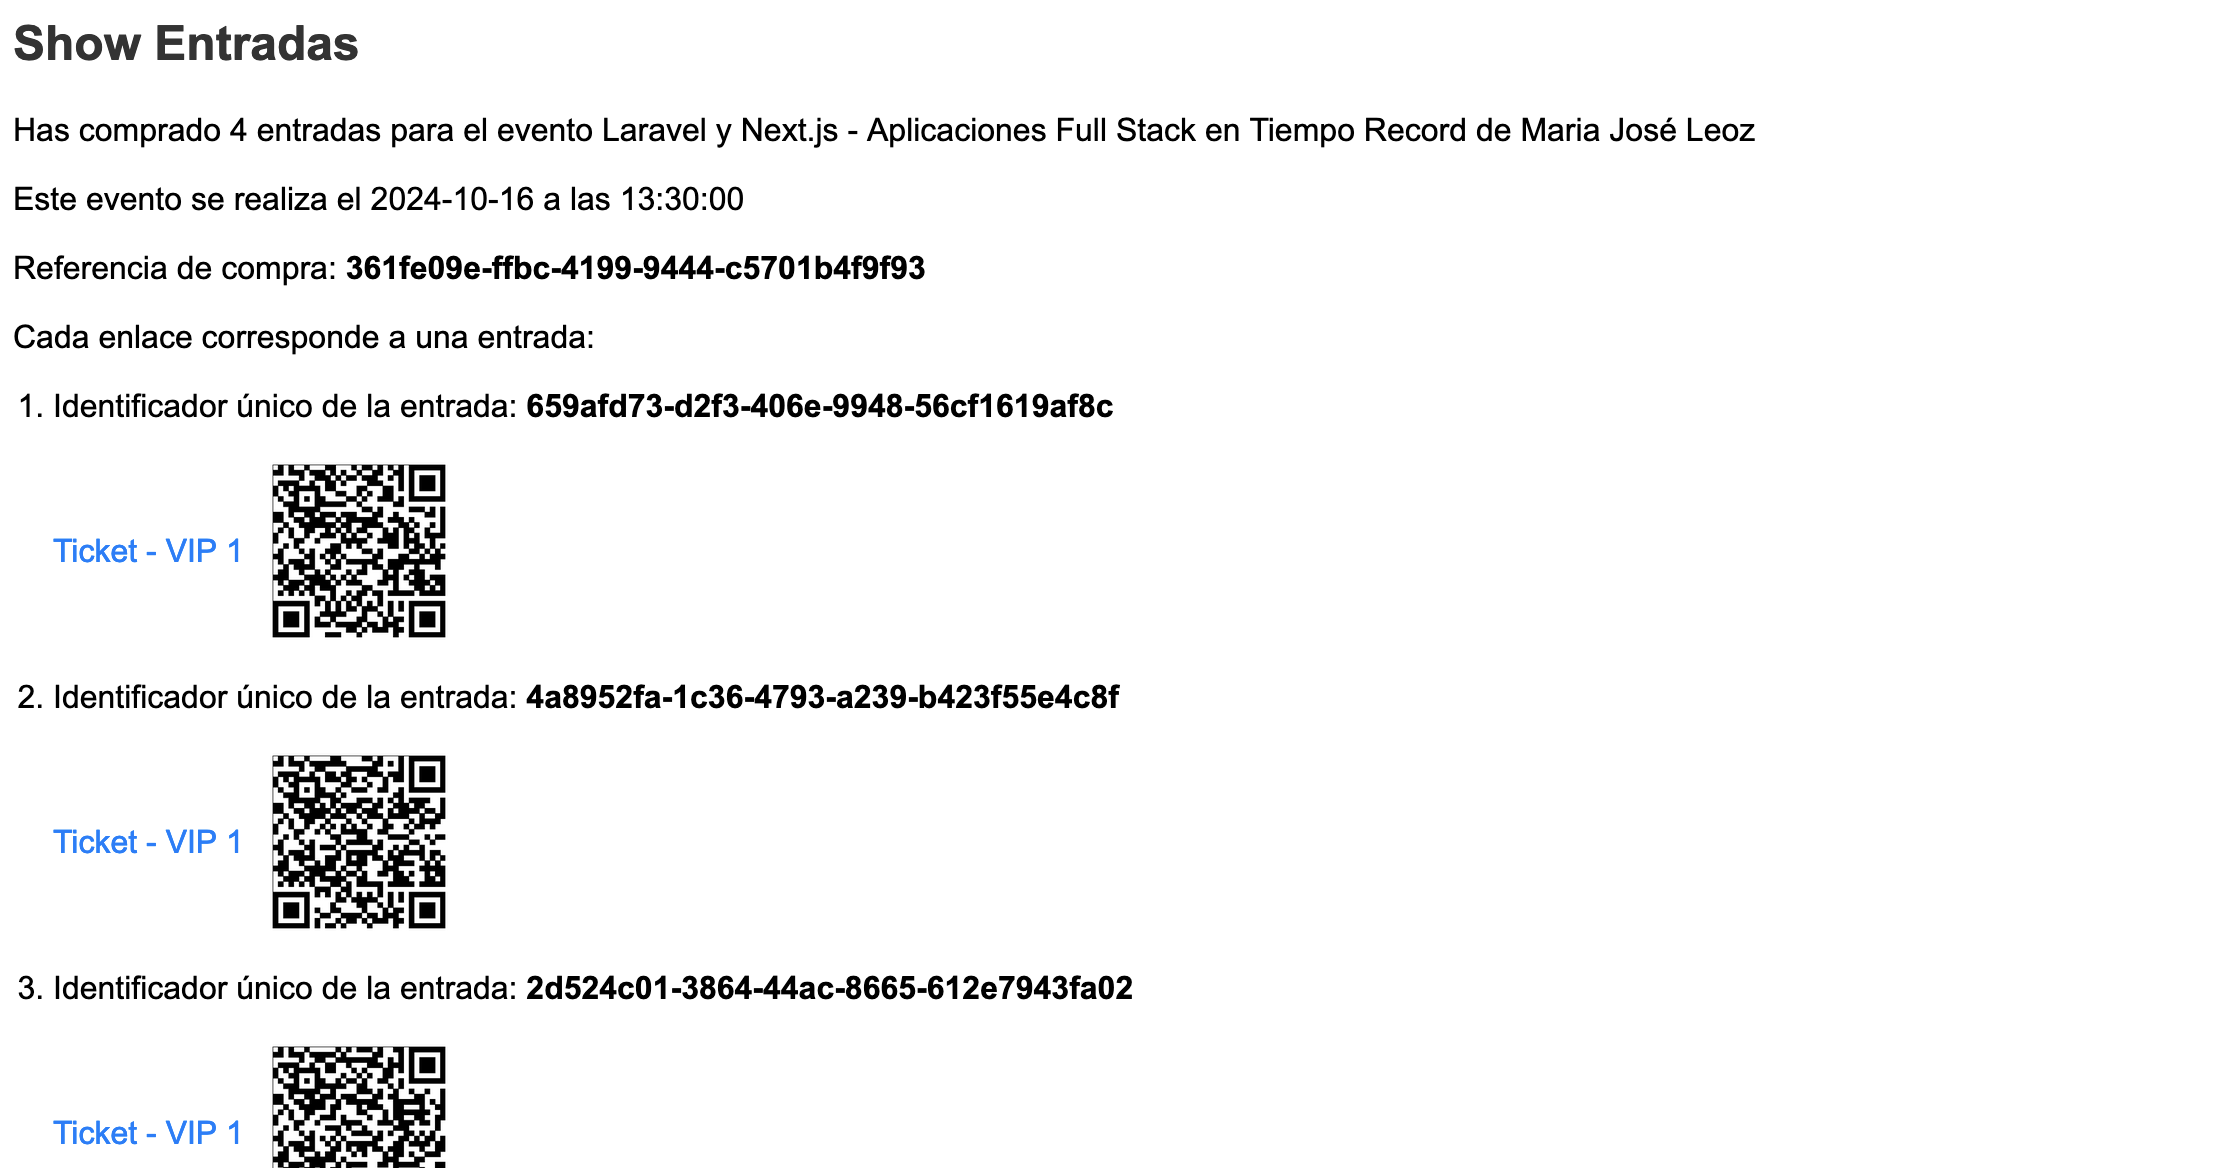 Show Entradas
Has comprado 4 entradas para el evento Laravel y Next.js - Aplicaciones Full Stack en Tiempo Record de Maria José Leoz
Este evento se realiza el 2024-10-16 a las 13:30:00
Referencia de compra: 361fe09e-ffbc-4199-9444-c5701b4f9f93
Cada enlace corresponde a una entrada:
1. Identificador único de la entrada: 659afd73-d2f3-406e-9948-56cf1619af8c
Ticket - VIP 1
2. Identificador único de la entrada: 4a8952fa-1c36-4793-a239-b423f55e4c8f
Ticket - VIP 1
3. Identificador único de la entrada: 2d524c01-3864-44ac-8665-612e7943fa02
Ticket - VIP 1